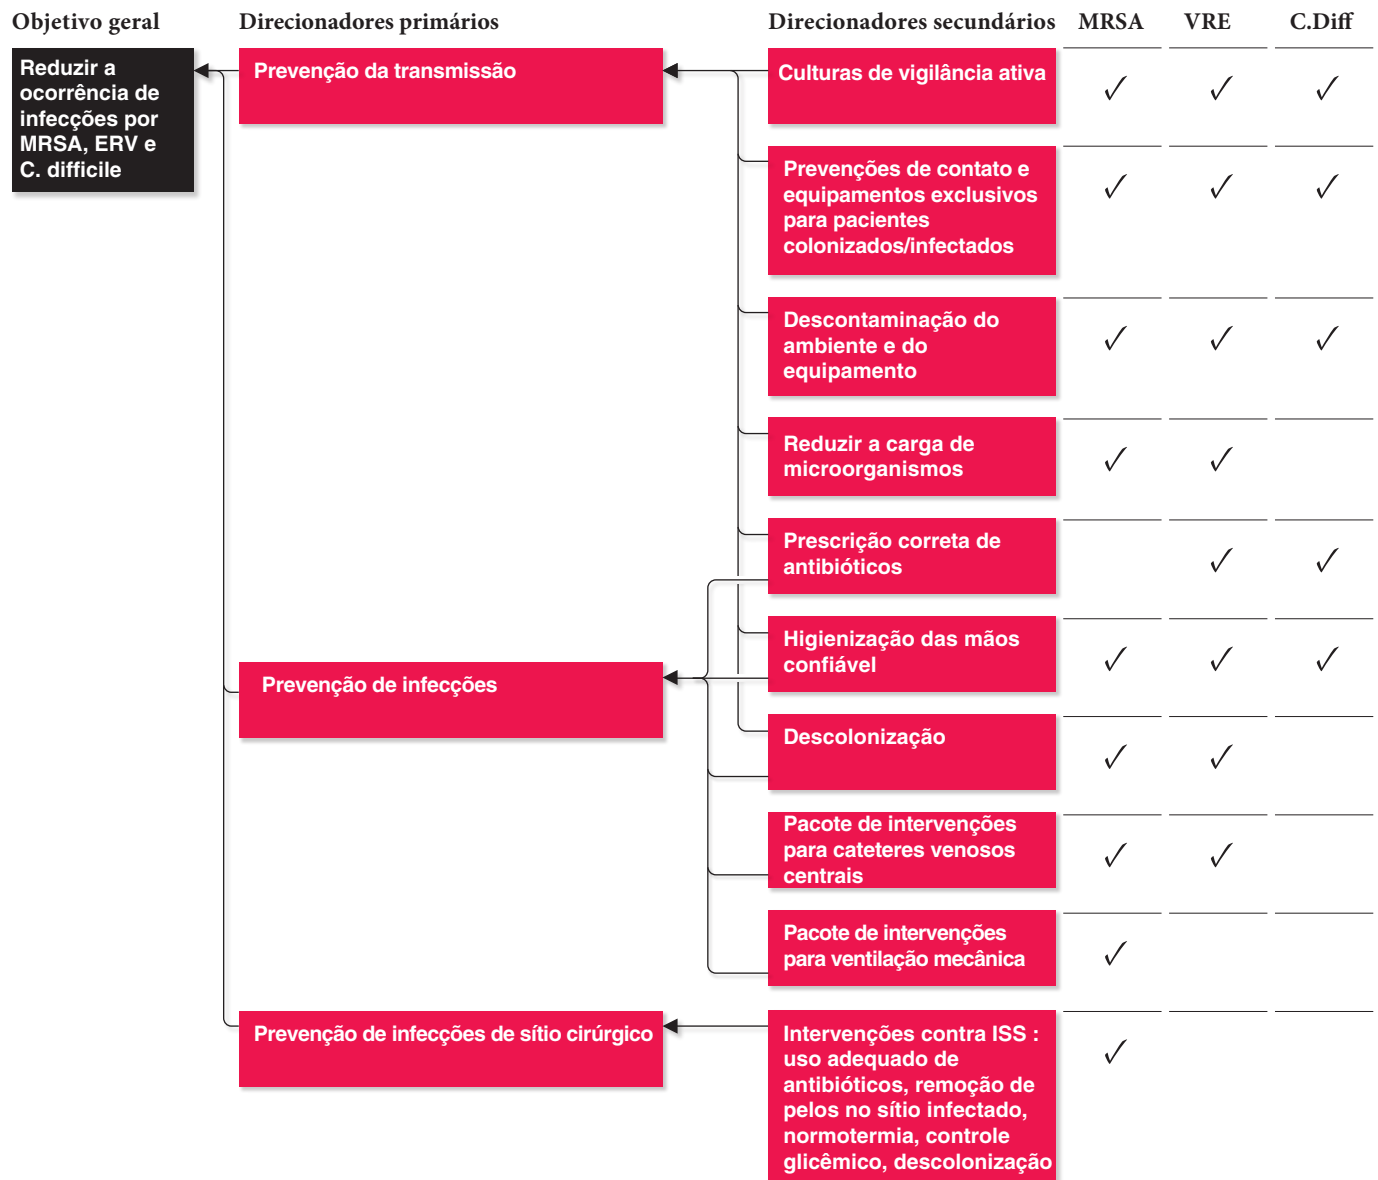 Objetivo geral
Direcionadores primários
Direcionadores secundários
MRSA
VRE
C.Diff
Reduzir a
ocorrência de
infecções por
MRSA, ERV e
C. difficile
Prevenção da transmissão
Culturas de vigilância ativa
✓ ✓ ✓
Prevenções de contato e
equipamentos exclusivos
para pacientes
colonizados/infectados
✓ ✓ ✓
Descontaminação do
ambiente e do
equipamento
✓ ✓ ✓
Reduzir a carga de
microorganismos
✓ ✓
Prescrição correta de
antibióticos
✓ ✓
Prevenção de infecções
Higienização das mãos
confiável
✓ ✓ ✓
Descolonização
✓ ✓
Pacote de intervenções
para cateteres venosos
centrais
✓ ✓
Pacote de intervenções
para ventilação mecânica
✓
Prevenção de infecções de sítio cirúrgico
Intervenções contra ISS :
uso adequado de
antibióticos, remoção de
pelos no sítio infectado,
normotermia, controle
glicêmico, descolonização
✓